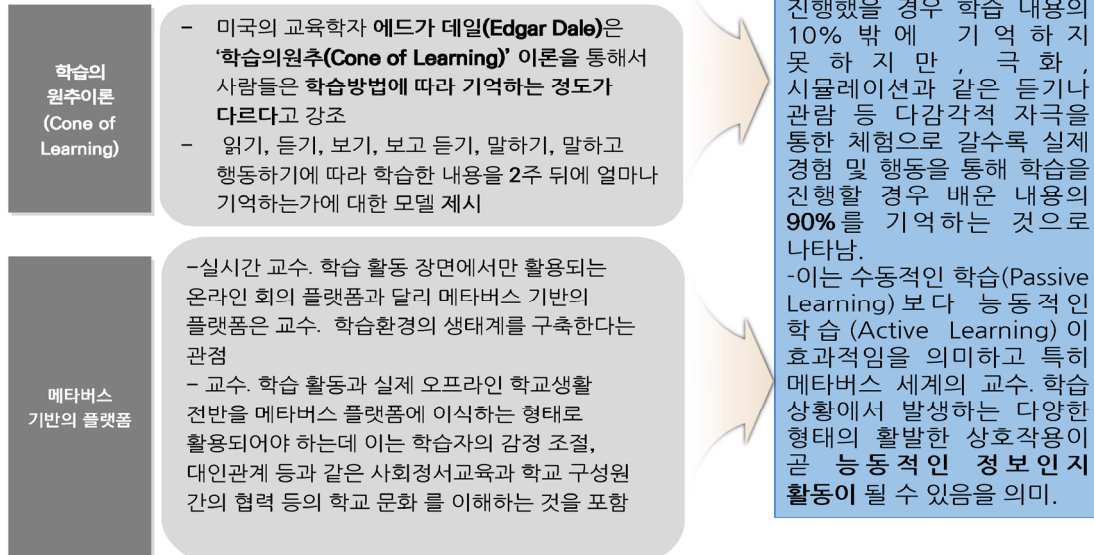 학습의
원추이론
(Cone of
Learning)
- 미국의 교육학자 에드가 데일(Edgar Dale)은
'학습의원추(Cone of Learning)' 이론을 통해서
사람들은 학습방법에 따라 기억하는 정도가
다르다고 강조
- 읽기, 듣기, 보기, 보고 듣기, 말하기, 말하고
행동하기에 따라 학습한 내용을 2주 뒤에 얼마나
기억하는가에 대한 모델 제시
메타버스
기반의 플랫폼
-실시간 교수. 학습 활동 장면에서만 활용되는
온라인 회의 플랫폼과 달리 메타버스 기반의
플랫폼은 교수. 학습환경의 생태계를 구축한다는
관점
- 교수. 학습 활동과 실제 오프라인 학교생활
전반을 메타버스 플랫폼에 이식하는 형태로
활용되어야 하는데 이는 학습자의 감정 조절,
대인관계 등과 같은 사회정서교육과 학교 구성원
간의 협력 등의 학교 문화 를 이해하는 것을 포함
진행했을 경우 학습 내용의
10% 밖에 기억하지
못하지만, 극화,
시뮬레이션과 같은 듣기나
관람 등 다감각적 자극을
통한 체험으로 갈수록 실제
경험 및 행동을 통해 학습을
진행할 경우 배운 내용의
90%를 기억하는 것으로
나타남.
-이는 수동적인 학습(Passive
Learning)보다 능동적인
학습(Active Learning)이
효과적임을 의미하고 특히
메타버스 세계의 교수. 학습
상황에서 발생하는 다양한
형태의 활발한 상호작용이
곧 능동적인 정보인지
활동이 될 수 있음을 의미.